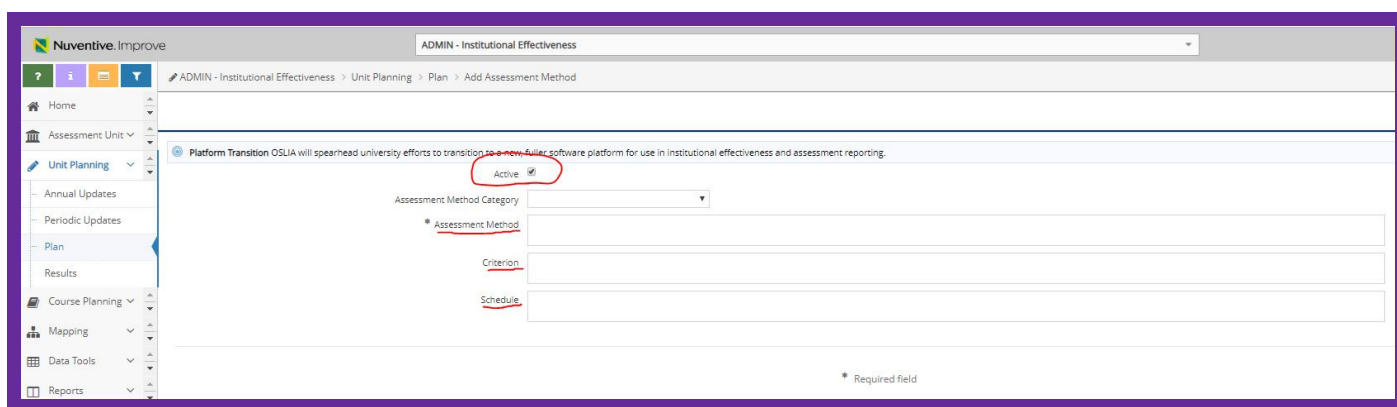 Nuventive. Improve
ADMIN - Institutional Effectiveness
? i
ADMIN - Institutional Effectiveness > Unit Planning > Plan > Add Assessment Method
Home
Assessment Unit
Unit Planning
Annual Updates
Periodic Updates
Plan
Results
Course Planning
Mapping
Data Tools
Reports
Platform Transition OSLIA will spearhead university efforts to transition to a new, fuller software platform for use in institutional effectiveness and assessment reporting.
Active
Assessment Method Category
* Assessment Method
Criterion
Schedule
* Required field